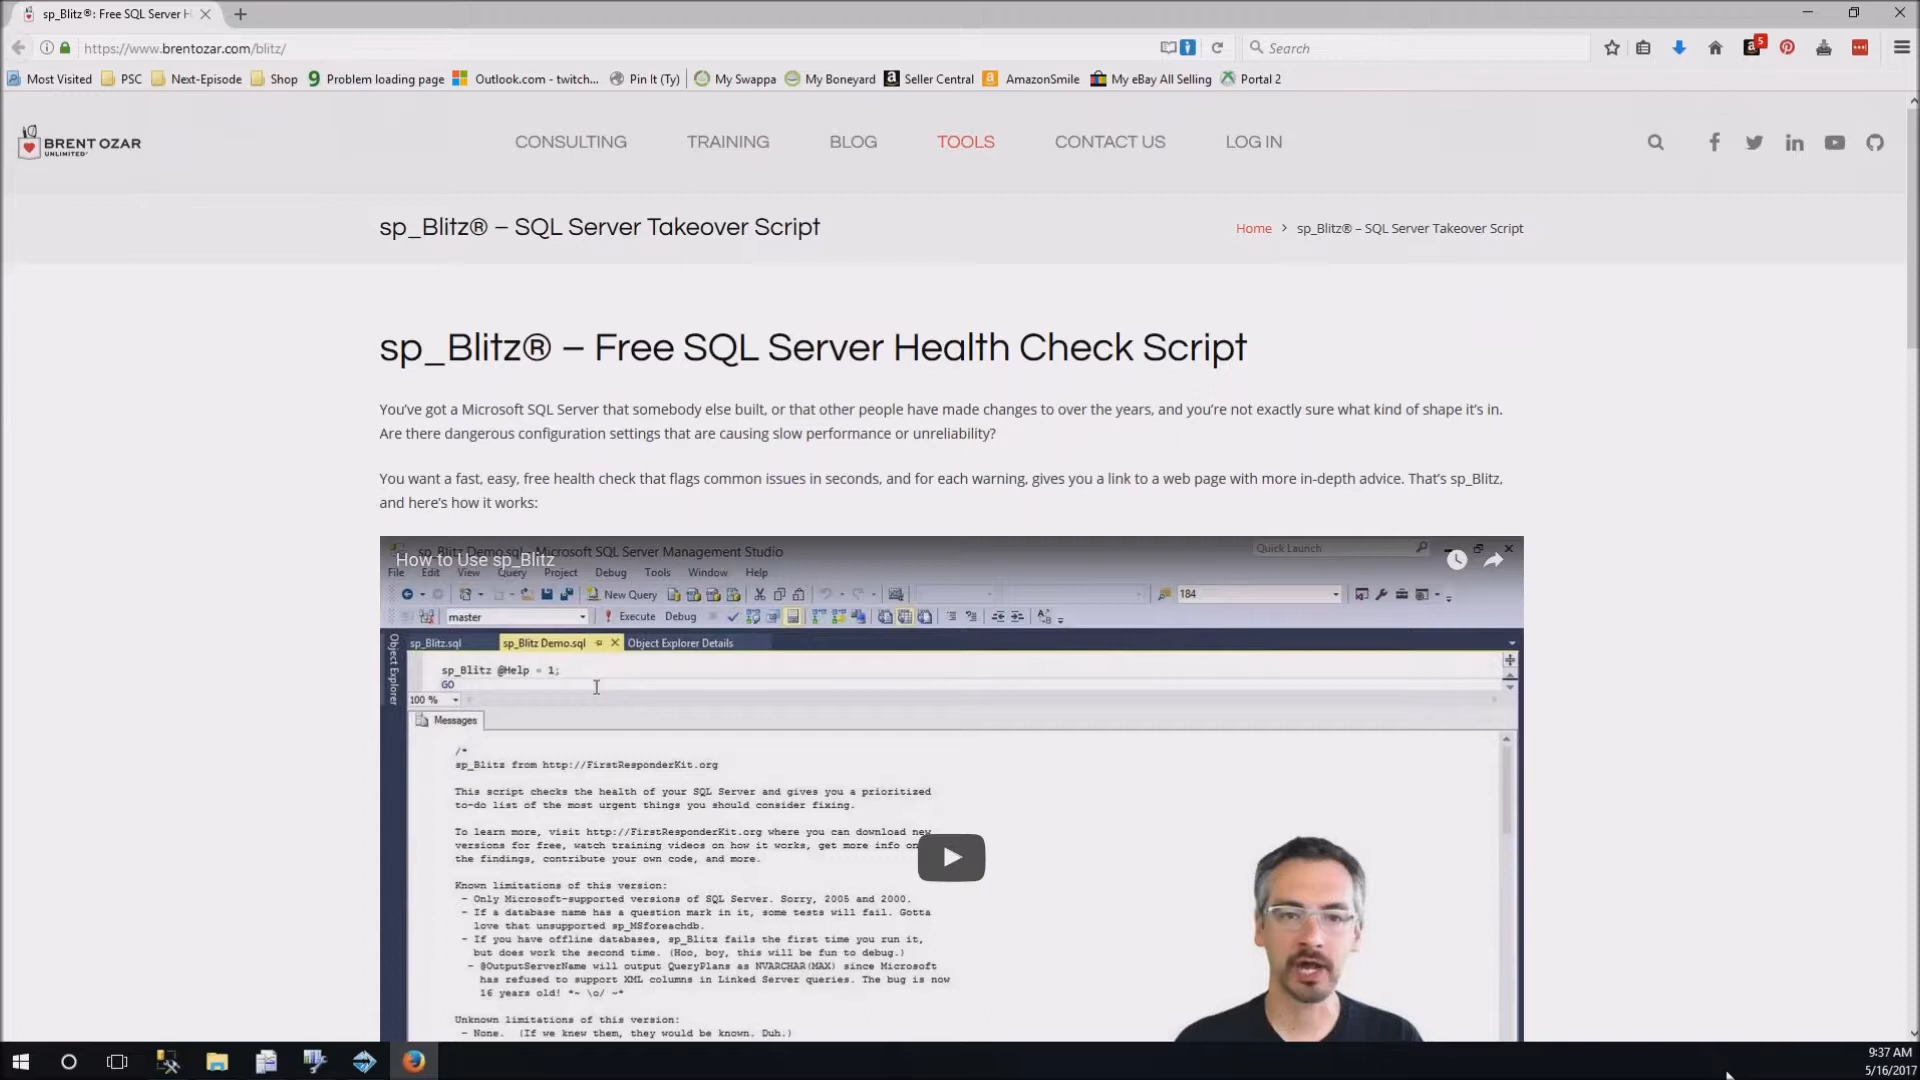 sp_Blitz®: Free SQL Server H
https://www.brentozar.com/blitz/
Search
5
Most Visited
PSC
Next-Episode
Shop
Problem loading page
Outlook.com - twitch...
Pin It (Ty)
My Swappa
My Boneyard
Seller Central
AmazonSmile
My eBay All Selling
Portal 2
BRENT OZAR
UNLIMITED
CONSULTING
TRAINING
BLOG
TOOLS
CONTACT US
LOG IN
sp_Blitz® – SQL Server Takeover Script
Home > sp_Blitz® – SQL Server Takeover Script
sp_Blitz® – Free SQL Server Health Check Script
You've got a Microsoft SQL Server that somebody else built, or that other people have made changes to over the years, and you're not exactly sure what kind of shape it's in.
Are there dangerous configuration settings that are causing slow performance or unreliability?
You want a fast, easy, free health check that flags common issues in seconds, and for each warning, gives you a link to a web page with more in-depth advice. That's sp_Blitz,
and here's how it works:
sp_Blitz Demo.sql - Microsoft SQL Server Management Studio
How to Use sp_Blitz
Quick Launch
File Edit View Query Project Debug Tools Window Help
New Query
184
master
Execute Debug
sp_Blitz.sql
sp_Blitz Demo.sql
Object Explorer Details
Object Explorer
sp_Blitz @Help = 1;
GO
100 %
Messages
/*
sp_Blitz from http://FirstResponderKit.org
This script checks the health of your SQL Server and gives you a prioritized
to-do list of the most urgent things you should consider fixing.
To learn more, visit http://FirstResponderKit.org where you can download new
versions for free, watch training videos on how it works, get more info on
the findings, contribute your own code, and more.
Known limitations of this version:
- Only Microsoft-supported versions of SQL Server. Sorry, 2005 and 2000.
- If a database name has a question mark in it, some tests will fail. Gotta
love that unsupported sp_MSforeachdb.
- If you have offline databases, sp_Blitz fails the first time you run it,
but does work the second time. (Hoo, boy, this will be fun to debug.)
- @OutputServerName will output QueryPlans as NVARCHAR(MAX) since Microsoft
has refused to support XML columns in Linked Server queries. The bug is now
16 years old! *~ \o/ ~*
Unknown limitations of this version:
- None. (If we knew them, they would be known. Duh.)
9:37 AM
5/16/2017